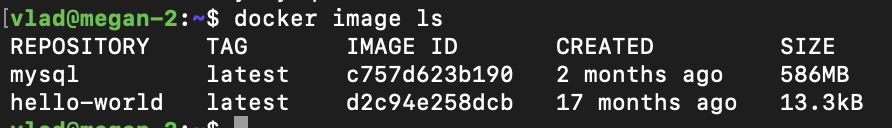 [vlad@megan-2:~$ docker image ls
REPOSITORY TAG IMAGE ID CREATED SIZE
mysql latest c757d623b190 2 months ago 586MB
hello-world latest d2c94e258dcb 17 months ago 13.3kB
vlad@megan-2:~$